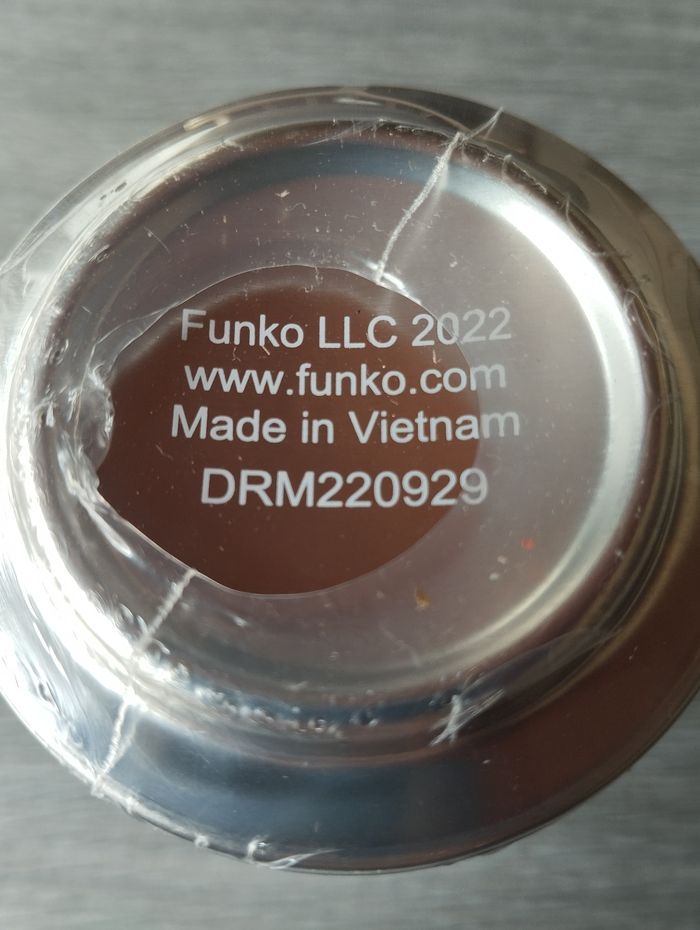 Funko LLC 2022
www.funko.com
Made in Vietnam
DRM220929